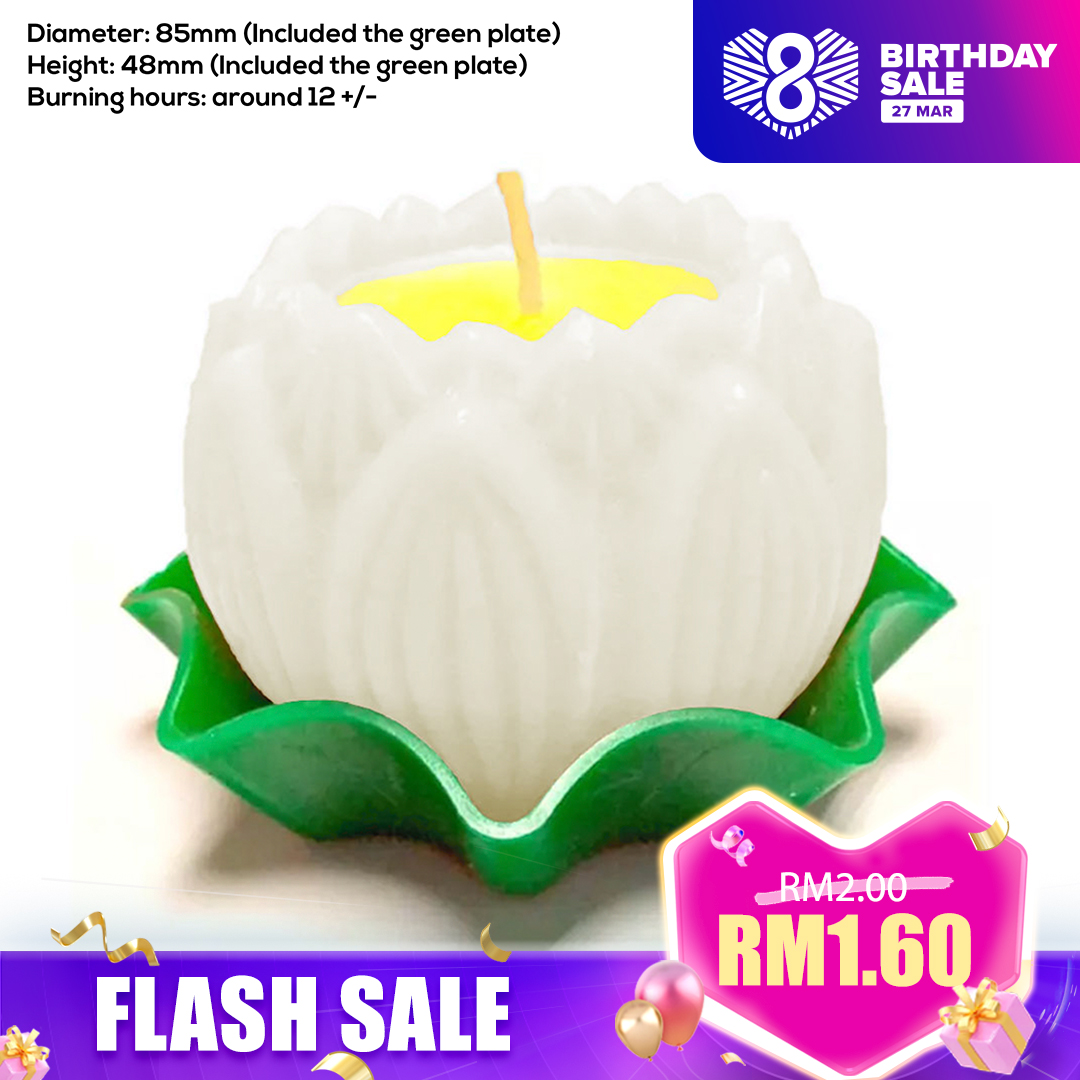 Diameter: 85mm (Included the green plate)
Height: 48mm (Included the green plate)
Burning hours: around 12 +/-
8
BIRTHDAY
SALE
27 MAR
RM2.00
RM1.60
FLASH SALE